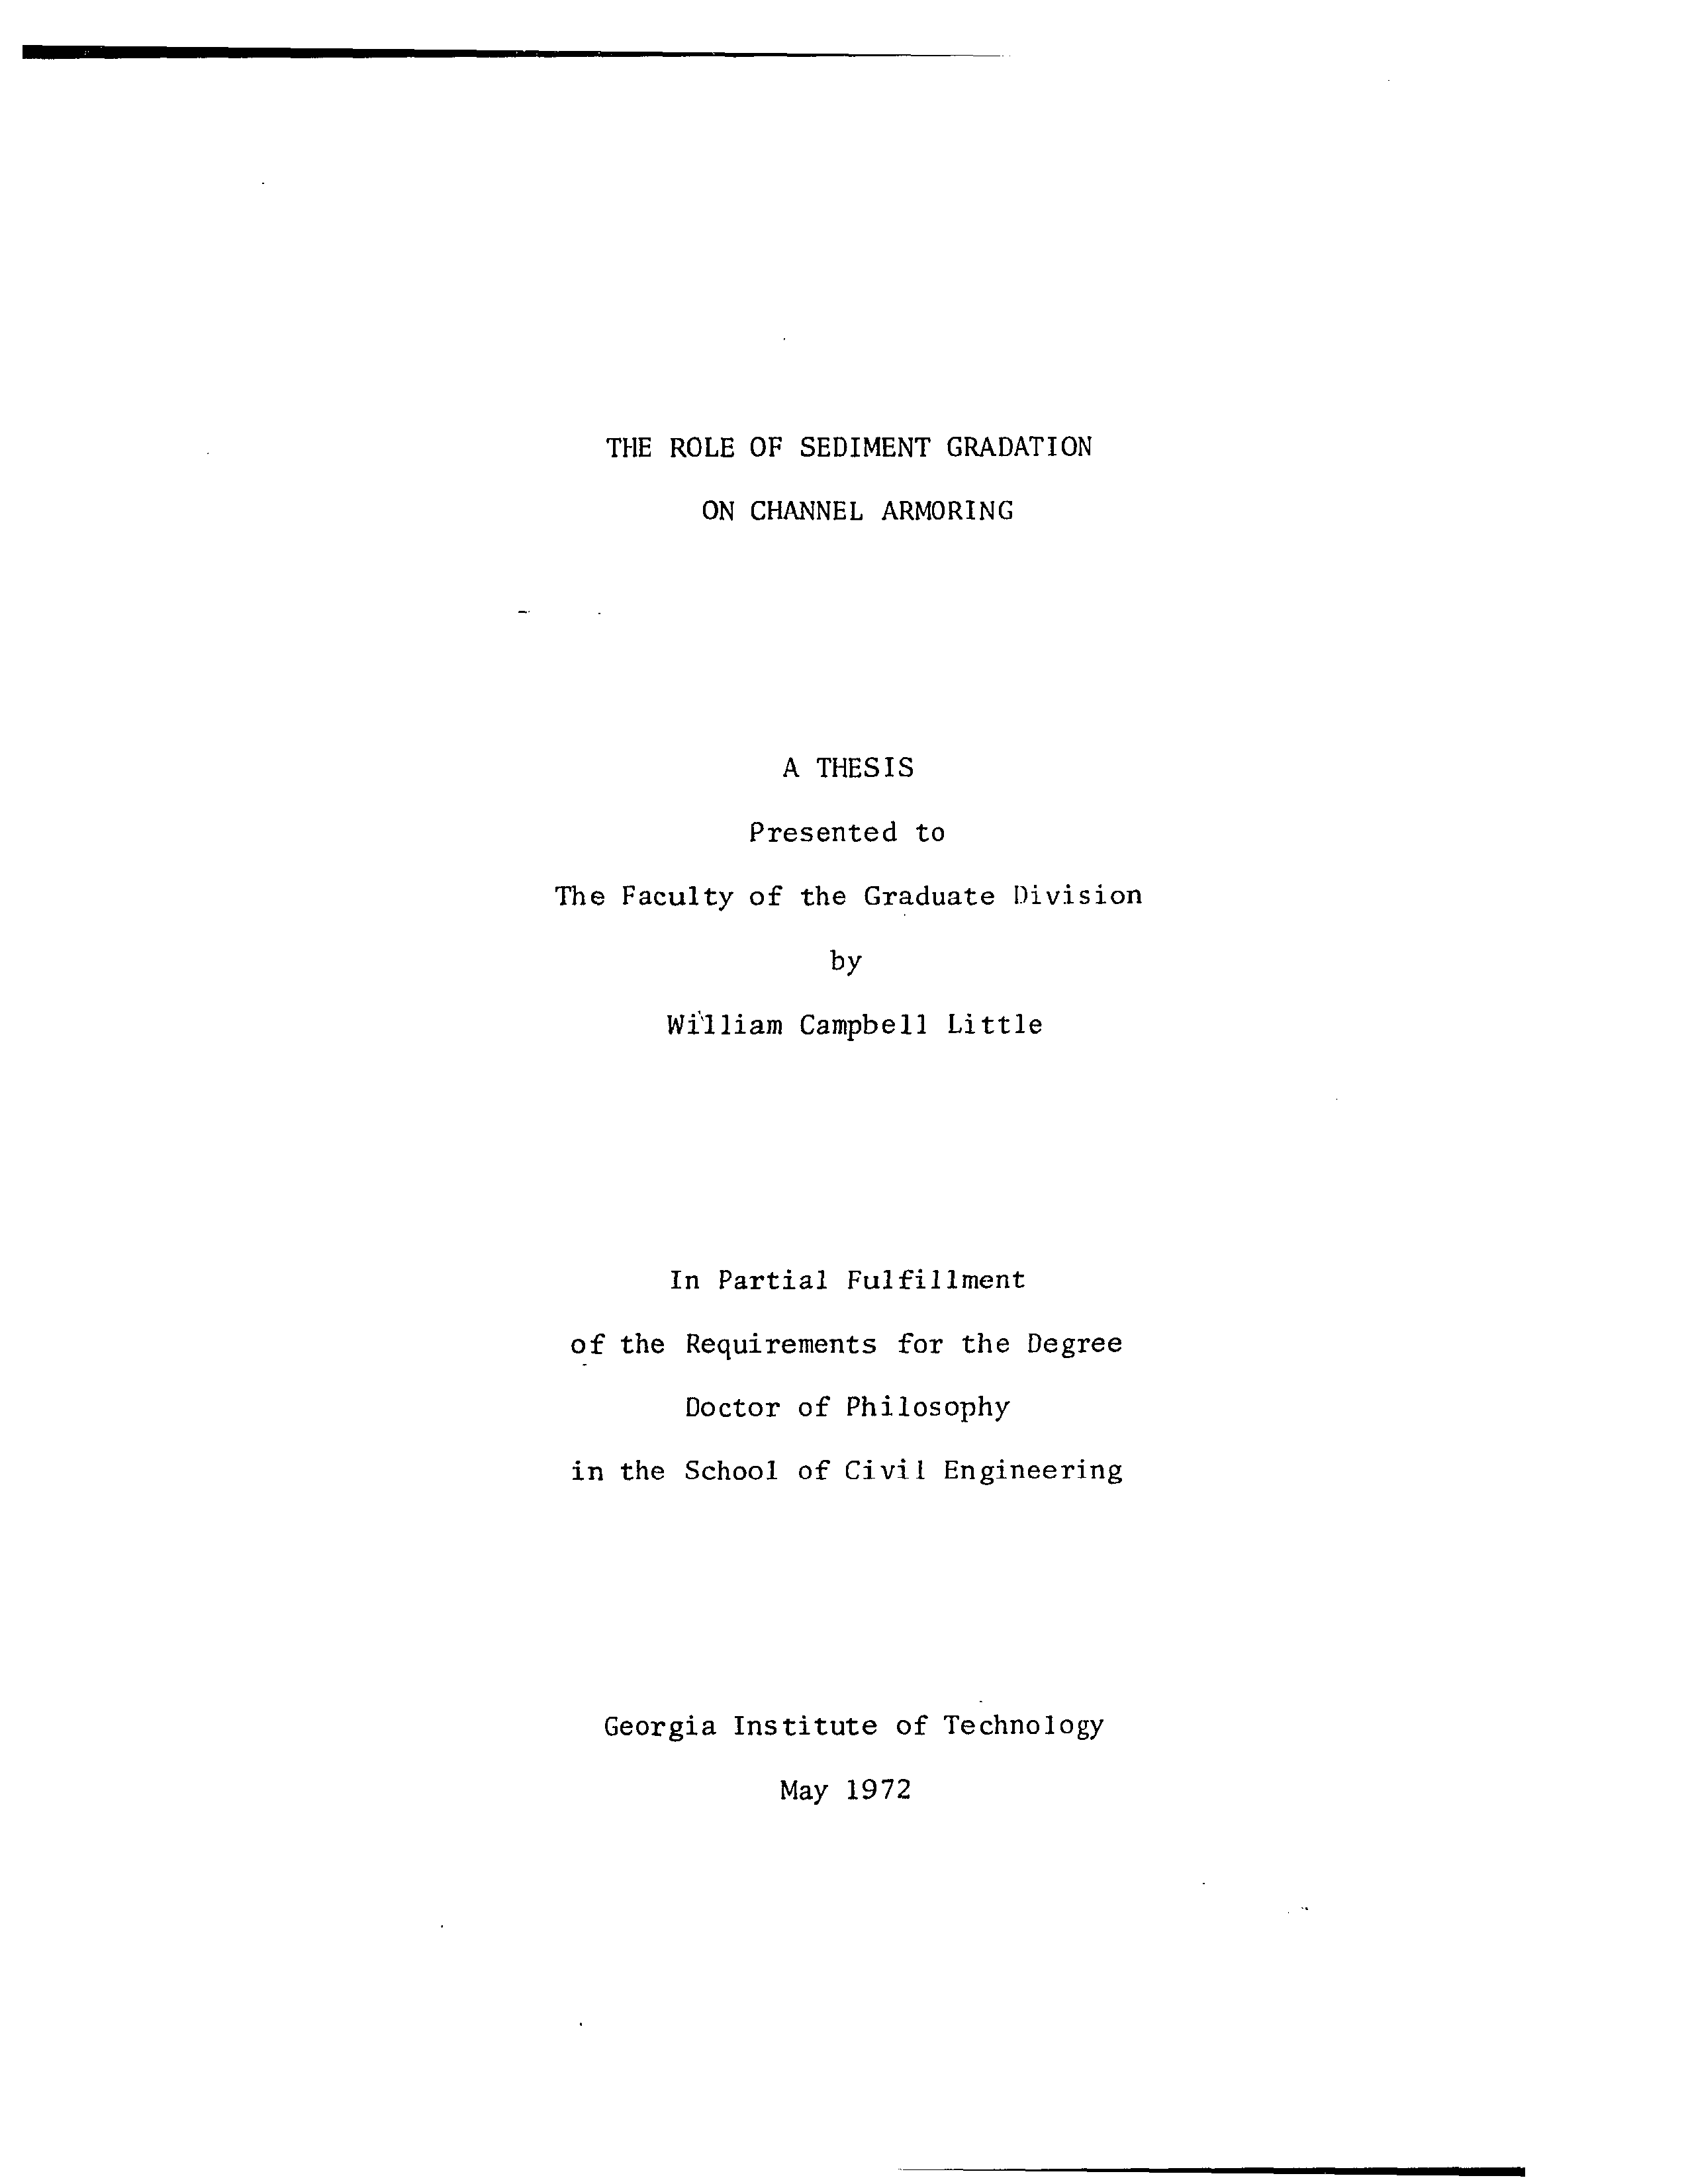 THE ROLE OF SEDIMENT GRADATION
ON CHANNEL ARMORING
A THESIS
Presented to
The Faculty of the Graduate Division
by
William Campbell Little
In Partial Fulfillment
of the Requirements for the Degree
Doctor of Philosophy
in the School of Civil Engineering
Georgia Institute of Technology
May 1972